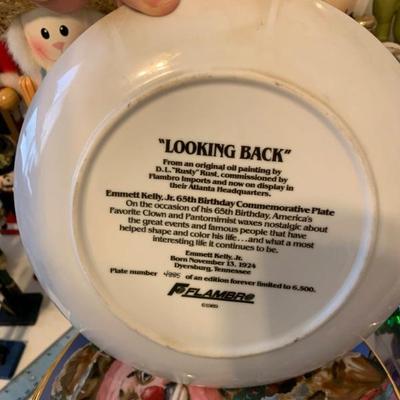 "LOOKING BACK"
From an original oil painting by
D.L. "Rusty" Rust, commissioned by
Flambro Imports and now on display in
their Atlanta Headquarters.
Emmett Kelly, Jr. 65th Birthday Commemorative Plate
On the occasion of his 65th Birthday, America's
Favorite Clown and Pantomimist waxes nostalgic about
the great events and famous people that have
helped shape and color his life...and what a most
interesting life it continues to be.
Emmett Kelly, Jr.
Born November 13, 1924
Dyersburg, Tennessee
Plate number 4885 of an edition forever limited to 6,500.
FLAMBRO
©1989